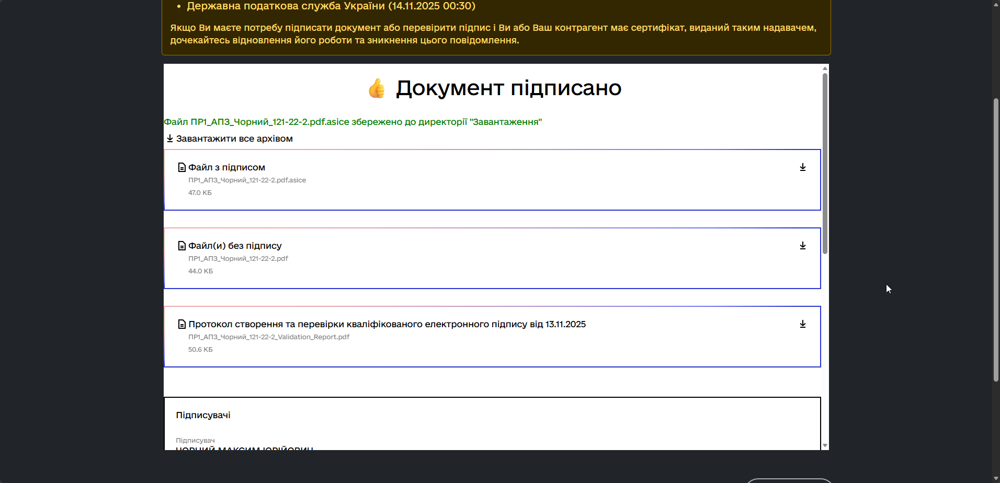 • Державна податкова служба України (14.11.2025 00:30)
Якщо Ви маєте потребу підписати документ або перевірити підпис і Ви або Ваш контрагент має сертифікат, виданий таким надавачем,
дочекайтесь відновлення його роботи та зникнення цього повідомлення.
👍 Документ підписано
Файл ПР1_АПЗ_Чорний_121-22-2.pdf.asice збережено до директорії "Завантаження"
Завантажити все архівом
Файл з підписом
ПР1_АПЗ_Чорний_121-22-2.pdf.asice
47.0 КБ
Файл(и) без підпису
ПР1_АПЗ_Чорний_121-22-2.pdf
44.0 КБ
Протокол створення та перевірки кваліфікованого електронного підпису від 13.11.2025
ПР1_АПЗ_Чорний_121-22-2_Validation_Report.pdf
50.6 КБ
Підписувачі
Підписувач
ЧОРНИЙ МАКСИМ ЮРІЙОВИЧ